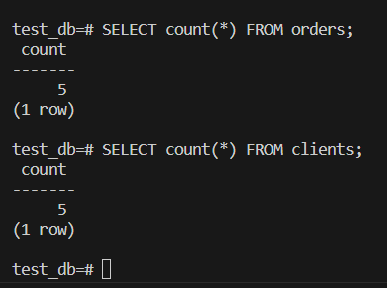 test_db=# SELECT count(*) FROM orders;
 count
-------
     5
(1 row)

test_db=# SELECT count(*) FROM clients;
 count
-------
     5
(1 row)

test_db=#